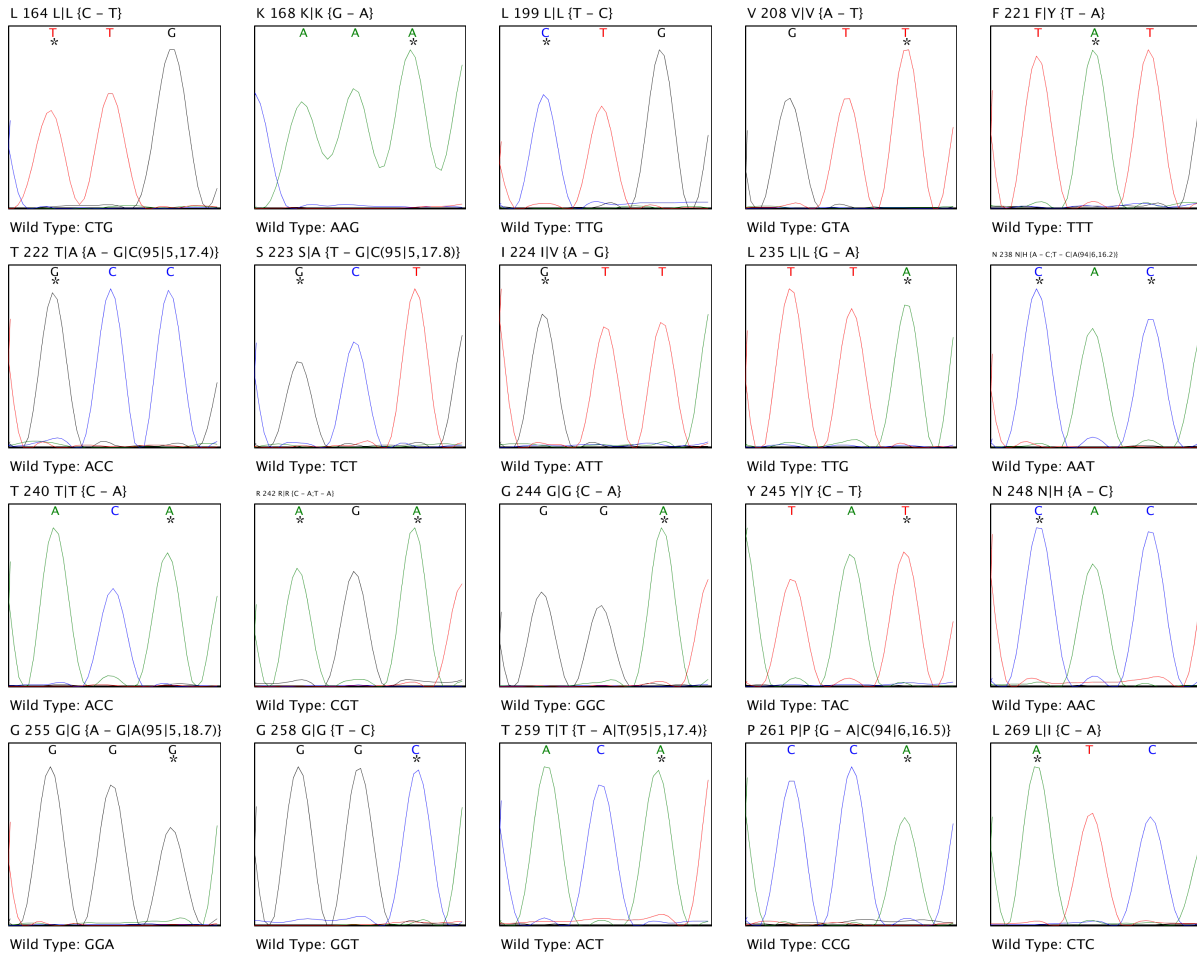 L 164 L|L {C – T}
K 168 K|K {G – A}
L 199 L|L {T – C}
V 208 V|V {A – T}
F 221 F|Y {T – A}
T T G
*
A A A
*
C T G
*
G T T
*
T A T
*
Wild Type: CTG
Wild Type: AAG
Wild Type: TTG
Wild Type: GTA
Wild Type: TTT
T 222 T|A {A – G|C(95|5,17.4)}
S 223 S|A {T – G|C(95|5,17.8)}
I 224 I|V {A – G}
L 235 L|L {G – A}
N 238 N|H {A – C;T – C|A(94|6,16.2)}
G C C
*
G C T
*
G T T
*
T T A
*
C A C
* *
Wild Type: ACC
Wild Type: TCT
Wild Type: ATT
Wild Type: TTG
Wild Type: AAT
T 240 T|T {C – A}
R 242 R|R {C – A;T – A}
G 244 G|G {C – A}
Y 245 Y|Y {C – T}
N 248 N|H {A – C}
A C A
*
A G A
* *
G G A
*
T A T
*
C A C
*
Wild Type: ACC
Wild Type: CGT
Wild Type: GGC
Wild Type: TAC
Wild Type: AAC
G 255 G|G {A – G|A(95|5,18.7)}
G 258 G|G {T – C}
T 259 T|T {T – A|T(95|5,17.4)}
P 261 P|P {G – A|C(94|6,16.5)}
L 269 L|I {C – A}
G G G
*
G G C
*
A C A
*
C C A
*
A T C
*
Wild Type: GGA
Wild Type: GGT
Wild Type: ACT
Wild Type: CCG
Wild Type: CTC